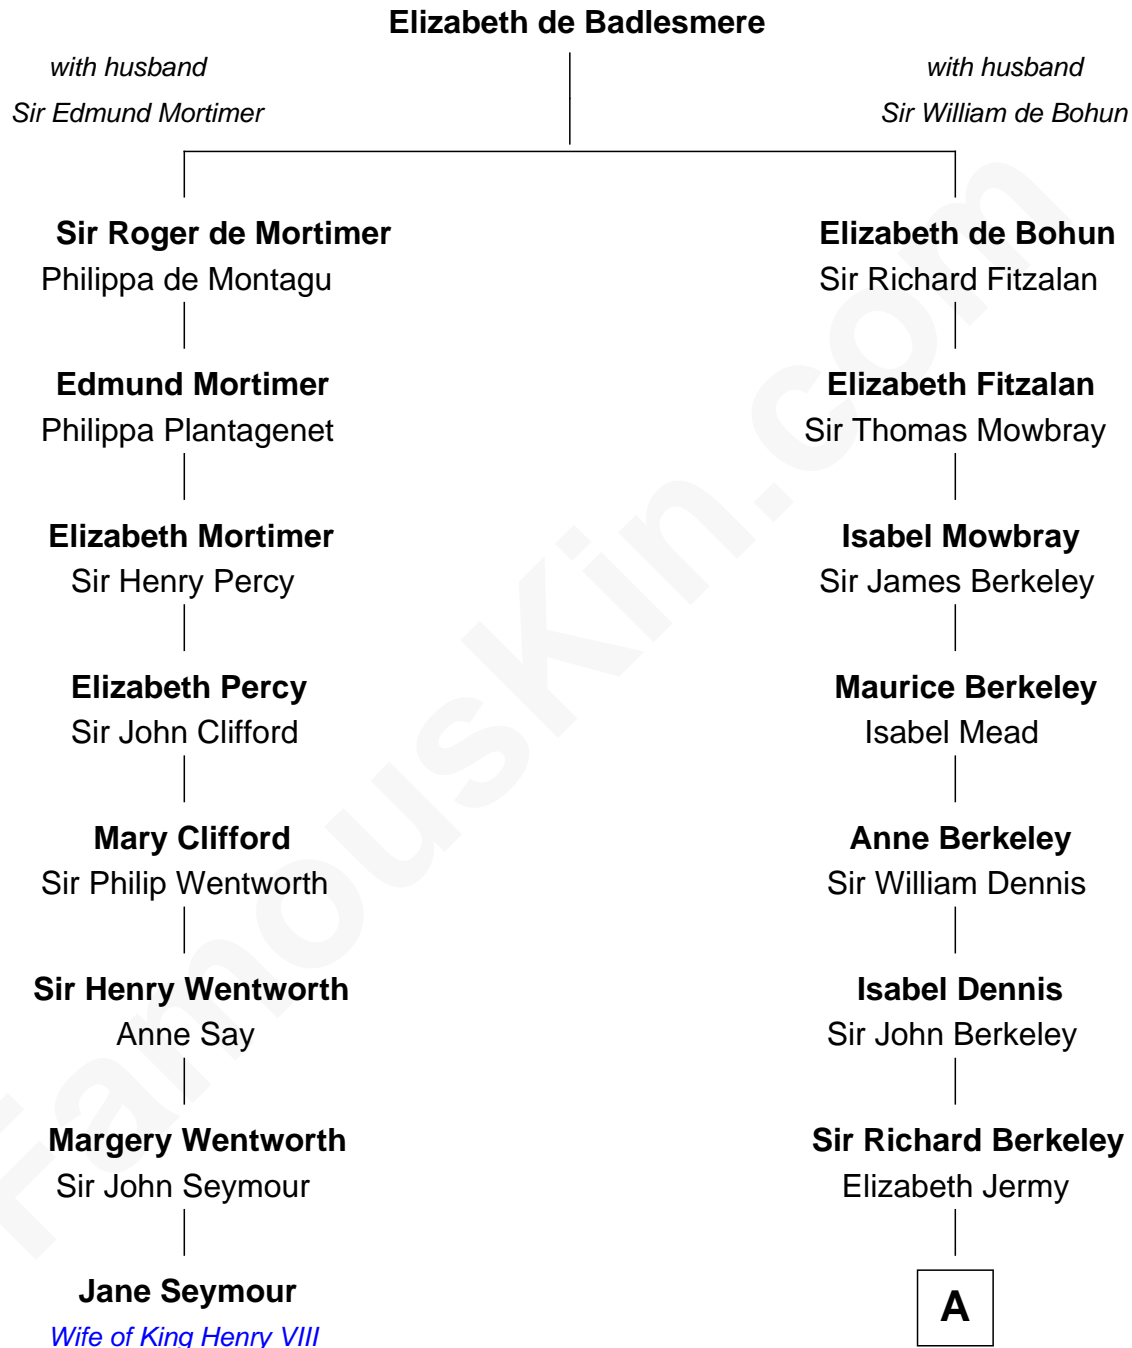 Elizabeth de Badlesmere
with husband
Sir Edmund Mortimer
with husband
Sir William de Bohun
Sir Roger de Mortimer
Philippa de Montagu
Edmund Mortimer
Philippa Plantagenet
Elizabeth Mortimer
Sir Henry Percy
Elizabeth Percy
Sir John Clifford
Mary Clifford
Sir Philip Wentworth
Sir Henry Wentworth
Anne Say
Margery Wentworth
Sir John Seymour
Jane Seymour
Wife of King Henry VIII
Elizabeth de Bohun
Sir Richard Fitzalan
Elizabeth Fitzalan
Sir Thomas Mowbray
Isabel Mowbray
Sir James Berkeley
Maurice Berkeley
Isabel Mead
Anne Berkeley
Sir William Dennis
Isabel Dennis
Sir John Berkeley
Sir Richard Berkeley
Elizabeth Jermy
A
FamousKin.com